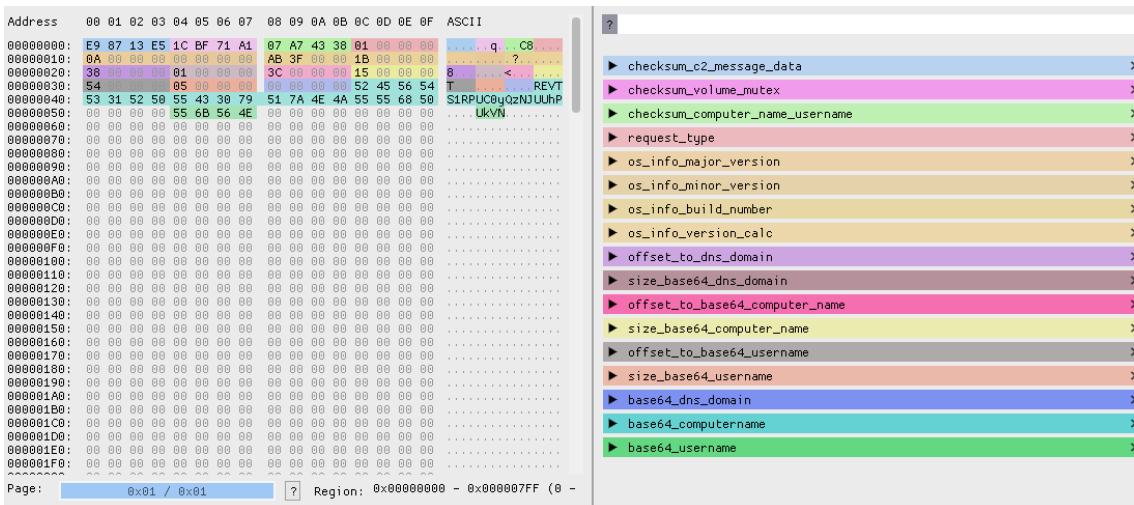 Address 00 01 02 03 04 05 06 07 08 09 0A 0B 0C 0D 0E 0F ASCII
00000000: E9 87 13 E5 1C BF 71 A1 07 A7 43 38 01 00 00 00 ......q...C8....
00000010: 0A 00 00 00 00 00 00 00 AB 3F 00 00 1B 00 00 00 .........?......
00000020: 38 00 00 00 01 00 00 00 3C 00 00 00 15 00 00 00 8.......<.......
00000030: 54 00 00 00 05 00 00 00 00 00 00 00 52 45 56 54 T...........REVT
00000040: 53 31 52 50 55 43 30 79 51 7A 4E 4A 55 55 68 50 S1RPUC0yQzNJUUhP
00000050: 00 00 00 00 55 6B 56 4E 00 00 00 00 00 00 00 00 ....UkVN........
00000060: 00 00 00 00 00 00 00 00 00 00 00 00 00 00 00 00 ................
00000070: 00 00 00 00 00 00 00 00 00 00 00 00 00 00 00 00 ................
00000080: 00 00 00 00 00 00 00 00 00 00 00 00 00 00 00 00 ................
00000090: 00 00 00 00 00 00 00 00 00 00 00 00 00 00 00 00 ................
000000A0: 00 00 00 00 00 00 00 00 00 00 00 00 00 00 00 00 ................
000000B0: 00 00 00 00 00 00 00 00 00 00 00 00 00 00 00 00 ................
000000C0: 00 00 00 00 00 00 00 00 00 00 00 00 00 00 00 00 ................
000000D0: 00 00 00 00 00 00 00 00 00 00 00 00 00 00 00 00 ................
000000E0: 00 00 00 00 00 00 00 00 00 00 00 00 00 00 00 00 ................
000000F0: 00 00 00 00 00 00 00 00 00 00 00 00 00 00 00 00 ................
00000100: 00 00 00 00 00 00 00 00 00 00 00 00 00 00 00 00 ................
00000110: 00 00 00 00 00 00 00 00 00 00 00 00 00 00 00 00 ................
00000120: 00 00 00 00 00 00 00 00 00 00 00 00 00 00 00 00 ................
00000130: 00 00 00 00 00 00 00 00 00 00 00 00 00 00 00 00 ................
00000140: 00 00 00 00 00 00 00 00 00 00 00 00 00 00 00 00 ................
00000150: 00 00 00 00 00 00 00 00 00 00 00 00 00 00 00 00 ................
00000160: 00 00 00 00 00 00 00 00 00 00 00 00 00 00 00 00 ................
00000170: 00 00 00 00 00 00 00 00 00 00 00 00 00 00 00 00 ................
00000180: 00 00 00 00 00 00 00 00 00 00 00 00 00 00 00 00 ................
00000190: 00 00 00 00 00 00 00 00 00 00 00 00 00 00 00 00 ................
000001A0: 00 00 00 00 00 00 00 00 00 00 00 00 00 00 00 00 ................
000001B0: 00 00 00 00 00 00 00 00 00 00 00 00 00 00 00 00 ................
000001C0: 00 00 00 00 00 00 00 00 00 00 00 00 00 00 00 00 ................
000001D0: 00 00 00 00 00 00 00 00 00 00 00 00 00 00 00 00 ................
000001E0: 00 00 00 00 00 00 00 00 00 00 00 00 00 00 00 00 ................
000001F0: 00 00 00 00 00 00 00 00 00 00 00 00 00 00 00 00 ................
Page: 0x01 / 0x01 ? Region: 0x00000000 - 0x000007FF (0 -
?
checksum_c2_message_data
checksum_volume_mutex
checksum_computer_name_username
request_type
os_info_major_version
os_info_minor_version
os_info_build_number
os_info_version_calc
offset_to_dns_domain
size_base64_dns_domain
offset_to_base64_computer_name
size_base64_computer_name
offset_to_base64_username
size_base64_username
base64_dns_domain
base64_computername
base64_username